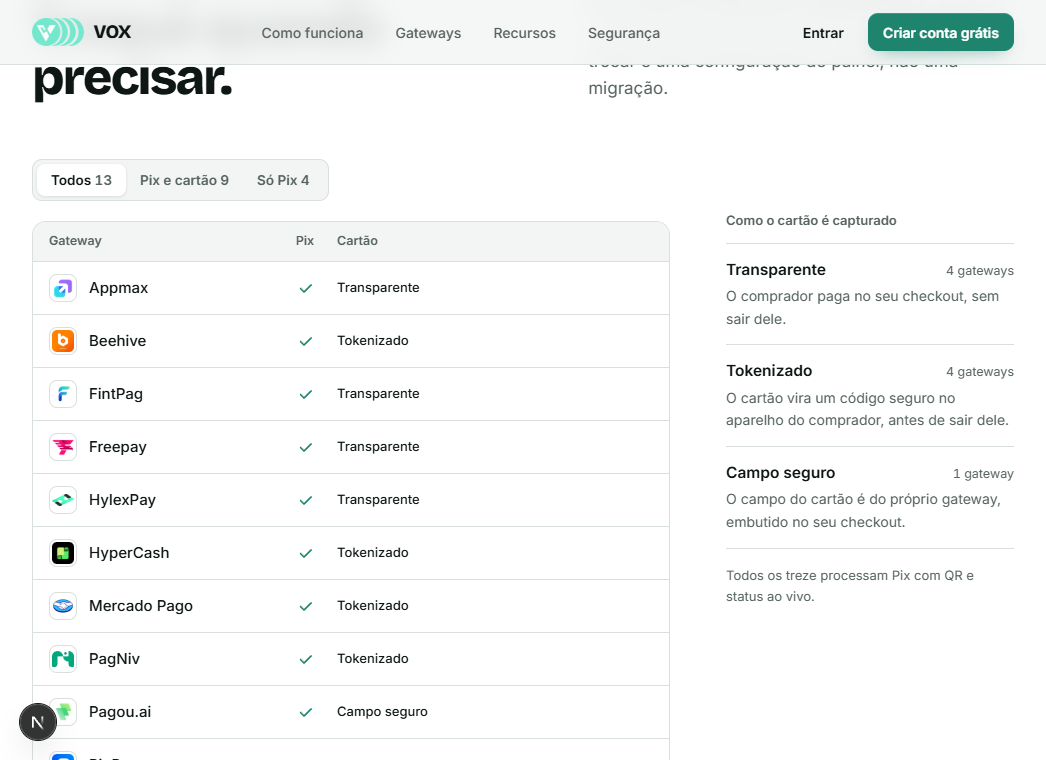 VOX
Como funciona
Gateways
Recursos
Segurança
Entrar
Criar conta grátis
precisar.
migração.
Todos 13
Pix e cartão 9
Só Pix 4
Gateway
Pix
Cartão
Appmax
Transparente
Beehive
Tokenizado
FintPag
Transparente
Freepay
Transparente
HylexPay
Transparente
HyperCash
Tokenizado
Mercado Pago
Tokenizado
PagNiv
Tokenizado
Pagou.ai
Campo seguro
Como o cartão é capturado
Transparente
4 gateways
O comprador paga no seu checkout, sem
sair dele.
Tokenizado
4 gateways
O cartão vira um código seguro no
aparelho do comprador, antes de sair dele.
Campo seguro
1 gateway
O campo do cartão é do próprio gateway,
embutido no seu checkout.
Todos os treze processam Pix com QR e
status ao vivo.